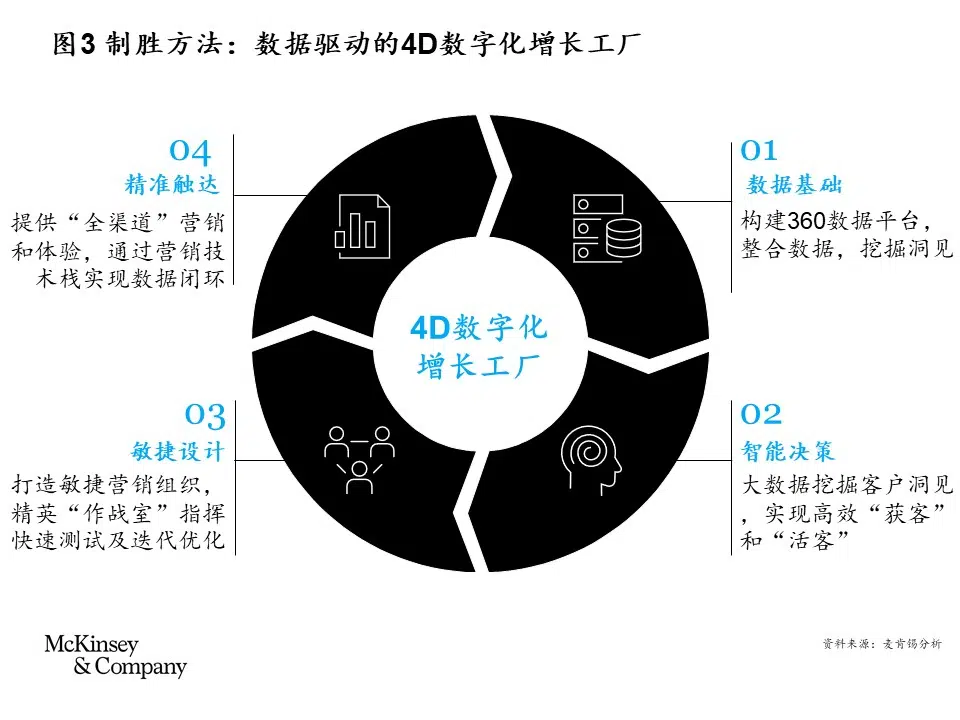 图3 制胜方法：数据驱动的4D数字化增长工厂
01
数据基础
构建360数据平台，
整合数据，挖掘洞见
02
智能决策
大数据挖掘客户洞见
，实现高效“获客”
和“活客”
03
敏捷设计
打造敏捷营销组织，
精英“作战室”指挥
快速测试及迭代优化
04
精准触达
提供“全渠道”营销
和体验，通过营销技
术栈实现数据闭环
4D数字化
增长工厂
McKinsey
& Company
资料来源：麦肯锡分析